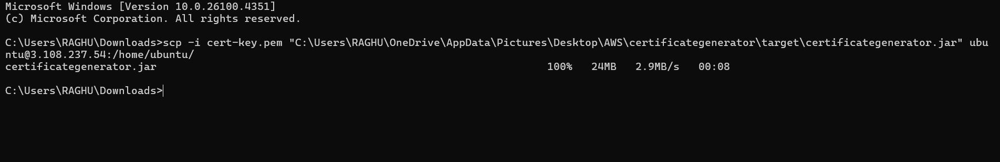 Microsoft Windows [Version 10.0.26100.4351]
(c) Microsoft Corporation. All rights reserved.
C:\Users\RAGHU\Downloads>scp -i cert-key.pem "C:\Users\RAGHU\OneDrive\AppData\Pictures\Desktop\AWS\certificategenerator\target\certificategenerator.jar" ubu
ntu@3.108.237.54:/home/ubuntu/
certificategenerator.jar 100% 24MB 2.9MB/s 00:08
C:\Users\RAGHU\Downloads>